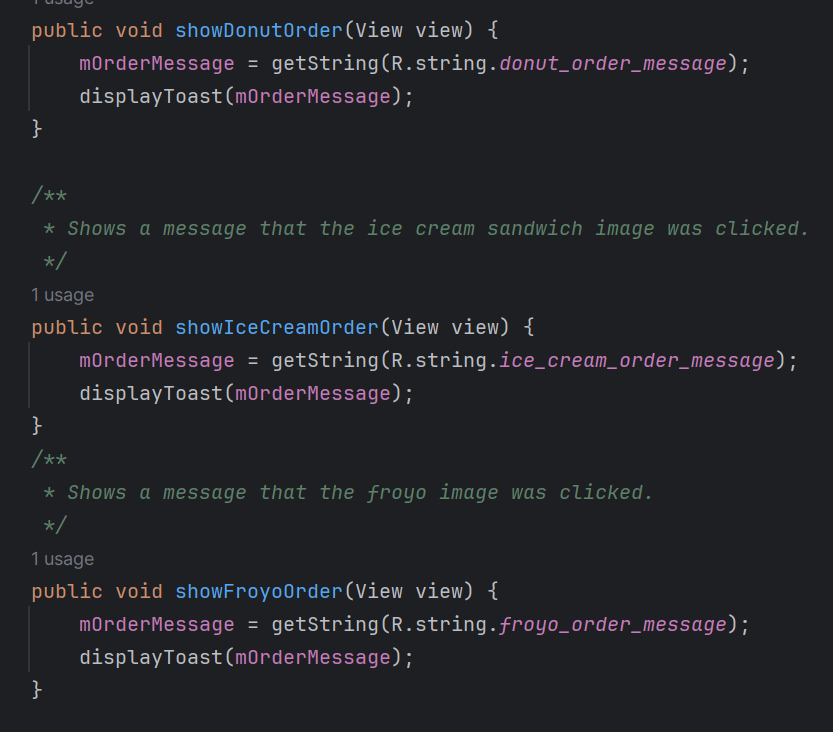 1 usage
public void showDonutOrder(View view) {
    mOrderMessage = getString(R.string.donut_order_message);
    displayToast(mOrderMessage);
}

/**
 * Shows a message that the ice cream sandwich image was clicked.
 */
1 usage
public void showIceCreamOrder(View view) {
    mOrderMessage = getString(R.string.ice_cream_order_message);
    displayToast(mOrderMessage);
}
/**
 * Shows a message that the froyo image was clicked.
 */
1 usage
public void showFroyoOrder(View view) {
    mOrderMessage = getString(R.string.froyo_order_message);
    displayToast(mOrderMessage);
}